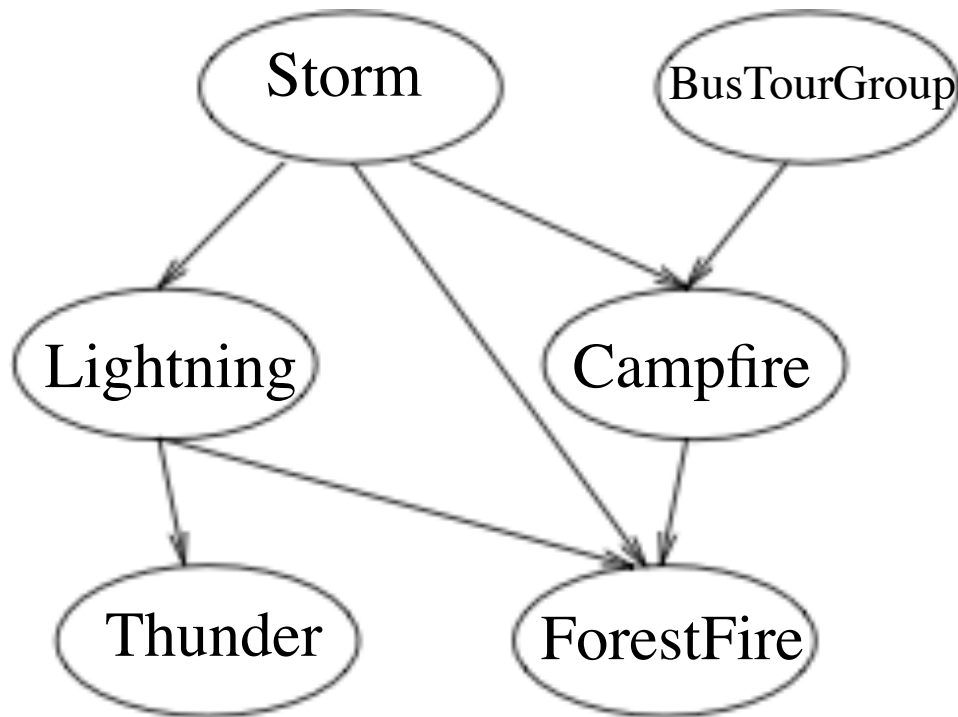 Storm
BusTourGroup
Lightning
Campfire
Thunder
ForestFire